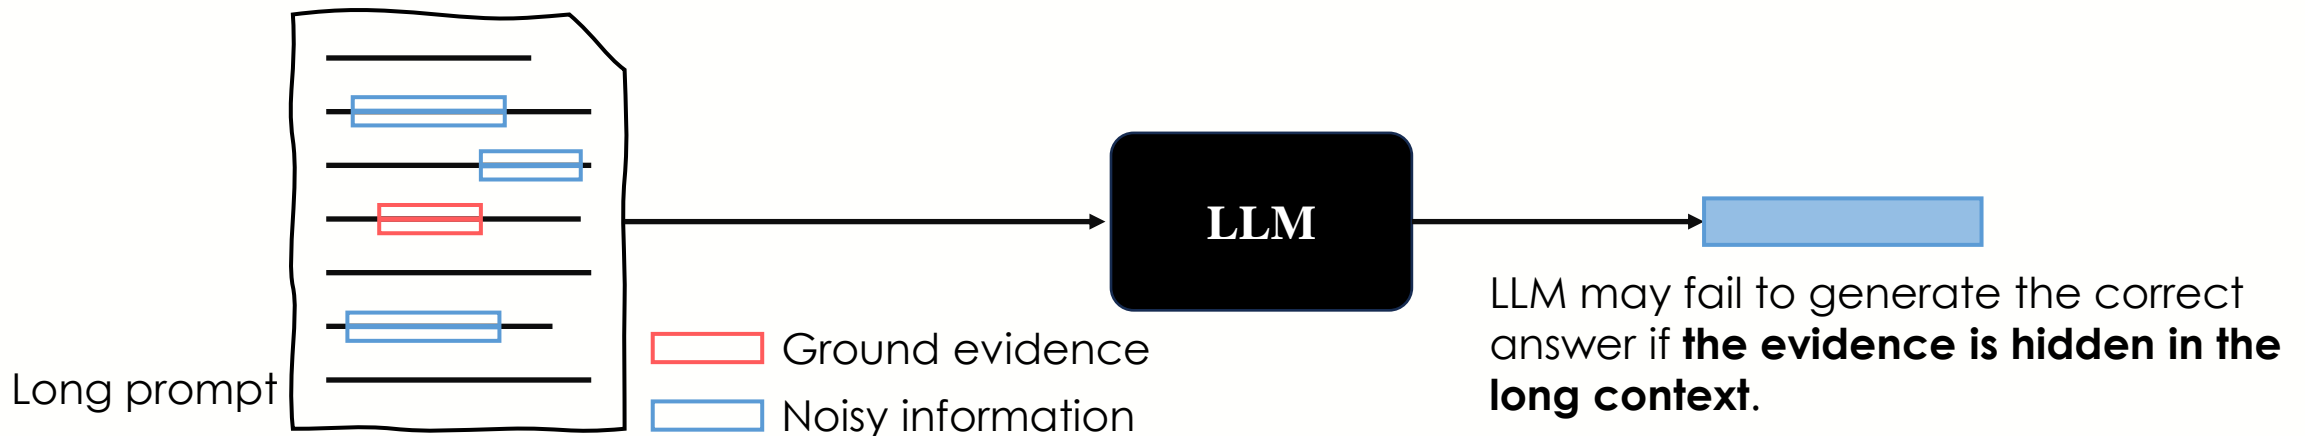 LLM
LLM may fail to generate the correct
answer if the evidence is hidden in the
long context.
Ground evidence
Long prompt
Noisy information